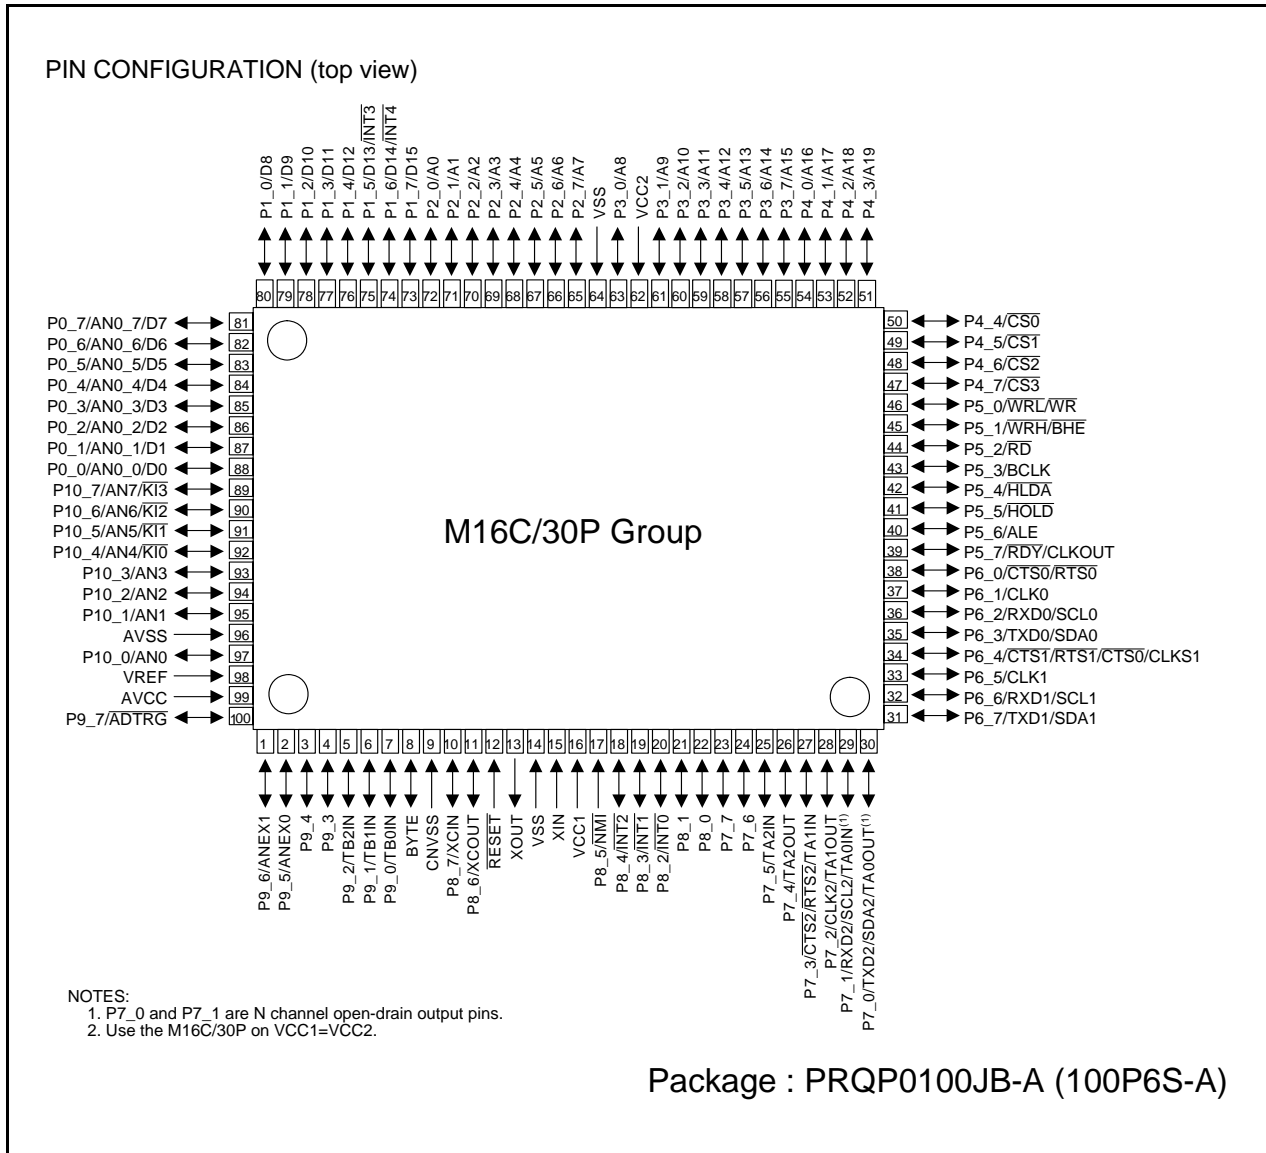 PIN CONFIGURATION (top view)
P1_0/D8
P1_1/D9
P1_2/D10
P1_3/D11
P1_4/D12
P1_5/D13/INT3
P1_6/D14/INT4
P1_7/D15
P2_0/A0
P2_1/A1
P2_2/A2
P2_3/A3
P2_4/A4
P2_5/A5
P2_6/A6
P2_7/A7
VSS
P3_0/A8
VCC2
P3_1/A9
P3_2/A10
P3_3/A11
P3_4/A12
P3_5/A13
P3_6/A14
P3_7/A15
P4_0/A16
P4_1/A17
P4_2/A18
P4_3/A19
80 79 78 77 76 75 74 73 72 71 70 69 68 67 66 65 64 63 62 61 60 59 58 57 56 55 54 53 52 51
P0_7/AN0_7/D7 81
P0_6/AN0_6/D6 82
P0_5/AN0_5/D5 83
P0_4/AN0_4/D4 84
P0_3/AN0_3/D3 85
P0_2/AN0_2/D2 86
P0_1/AN0_1/D1 87
P0_0/AN0_0/D0 88
P10_7/AN7/KI3 89
P10_6/AN6/KI2 90
P10_5/AN5/KI1 91
P10_4/AN4/KI0 92
P10_3/AN3 93
P10_2/AN2 94
P10_1/AN1 95
AVSS 96
P10_0/AN0 97
VREF 98
AVCC 99
P9_7/ADTRG 100
M16C/30P Group
50 P4_4/CS0
49 P4_5/CS1
48 P4_6/CS2
47 P4_7/CS3
46 P5_0/WRL/WR
45 P5_1/WRH/BHE
44 P5_2/RD
43 P5_3/BCLK
42 P5_4/HLDA
41 P5_5/HOLD
40 P5_6/ALE
39 P5_7/RDY/CLKOUT
38 P6_0/CTS0/RTS0
37 P6_1/CLK0
36 P6_2/RXD0/SCL0
35 P6_3/TXD0/SDA0
34 P6_4/CTS1/RTS1/CTS0/CLKS1
33 P6_5/CLK1
32 P6_6/RXD1/SCL1
31 P6_7/TXD1/SDA1
1 2 3 4 5 6 7 8 9 10 11 12 13 14 15 16 17 18 19 20 21 22 23 24 25 26 27 28 29 30
P9_6/ANEX1
P9_5/ANEX0
P9_4
P9_3
P9_2/TB2IN
P9_1/TB1IN
P9_0/TB0IN
BYTE
CNVSS
P8_7/XCIN
P8_6/XCOUT
RESET
XOUT
VSS
XIN
VCC1
P8_5/NMI
P8_4/INT2
P8_3/INT1
P8_2/INT0
P8_1
P8_0
P7_7
P7_6
P7_5/TA2IN
P7_4/TA2OUT
P7_3/CTS2/RTS2/TA1IN
P7_2/CLK2/TA1OUT
P7_1/RXD2/SCL2/TA0IN(1)
P7_0/TXD2/SDA2/TA0OUT(1)
NOTES:
1. P7_0 and P7_1 are N channel open-drain output pins.
2. Use the M16C/30P on VCC1=VCC2.
Package : PRQP0100JB-A (100P6S-A)